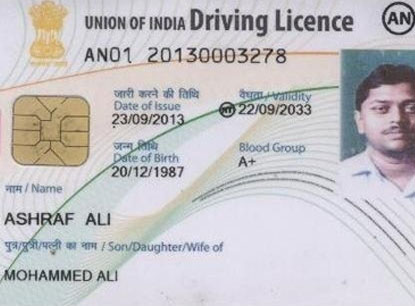 UNION OF INDIA Driving Licence AN
AN01 20130003278
जारी करने की तिथि वैधता/Validity
Date of Issue
23/09/2013 NT 22/09/2033
जन्म तिथि Blood Group
Date of Birth A+
20/12/1987
नाम / Name
ASHRAF ALI
पुत्र/पुत्री/पत्नी का नाम / Son/Daughter/Wife of
MOHAMMED ALI